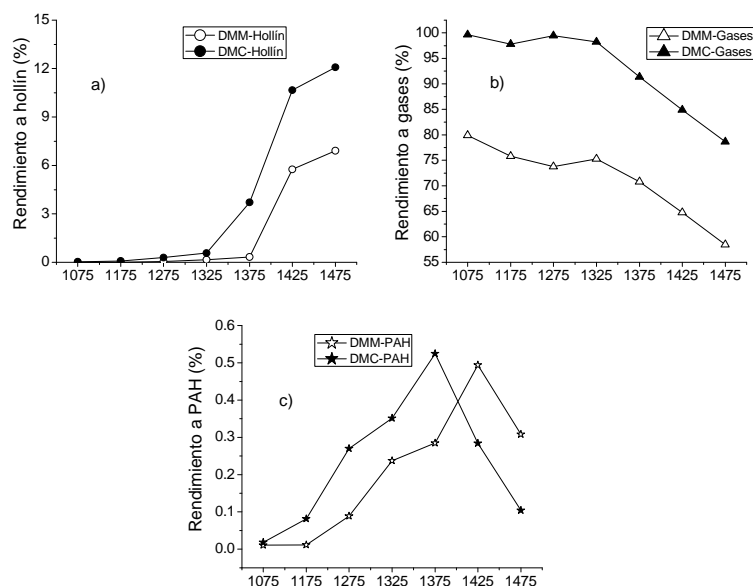 15
12
9
6
3
0
Rendimiento a hollín (%)
DMM-Hollín
DMC-Hollín
a)
1075 1175 1275 1325 1375 1425 1475
100
95
90
85
80
75
70
65
60
55
Rendimiento a gases (%)
DMM-Gases
DMC-Gases
b)
1075 1175 1275 1325 1375 1425 1475
0.6
0.5
0.4
0.3
0.2
0.1
0.0
Rendimiento a PAH (%)
DMM-PAH
DMC-PAH
c)
1075 1175 1275 1325 1375 1425 1475